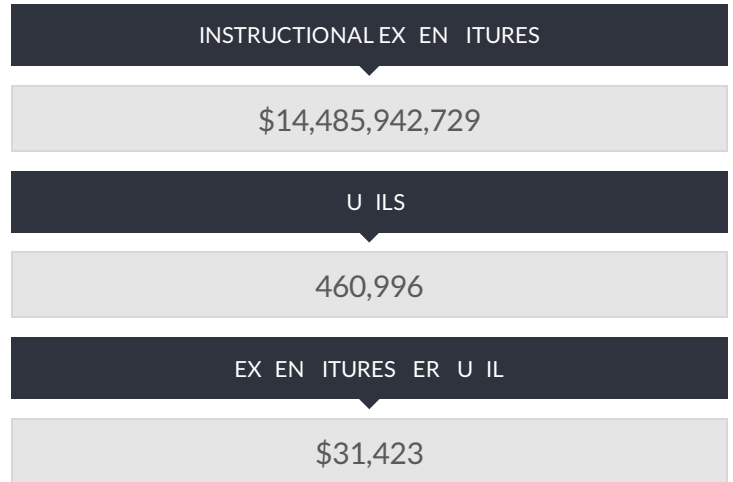 INSTRUCTIONAL EX EN ITURES
$14,485,942,729
U ILS
460,996
EX EN ITURES ER U IL
$31,423